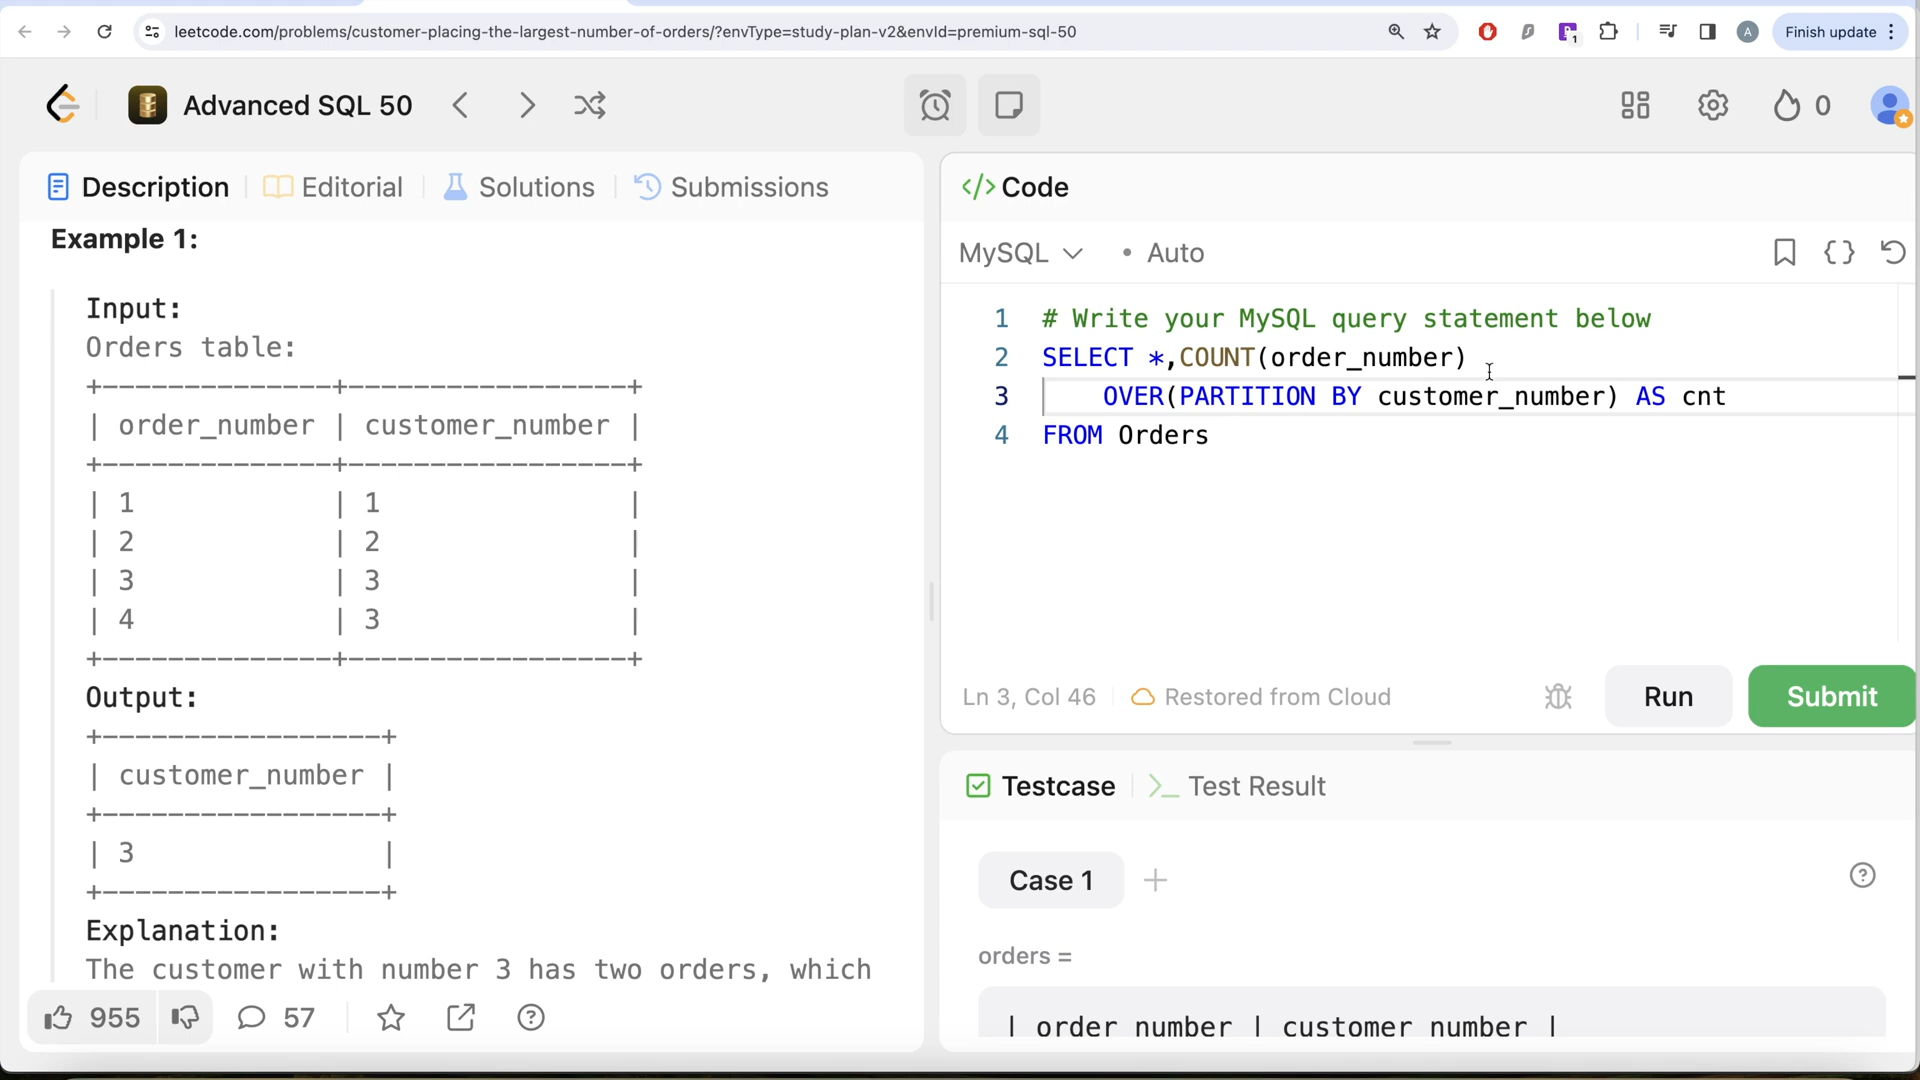 leetcode.com/problems/customer-placing-the-largest-number-of-orders/?envType=study-plan-v2&envId=premium-sql-50
1
A
Finish update
Advanced SQL 50
0
Description
Editorial
Solutions
Submissions
Example 1:
Input:
Orders table:
+--------------+-----------------+
| order_number | customer_number |
+--------------+-----------------+
| 1 | 1 |
| 2 | 2 |
| 3 | 3 |
| 4 | 3 |
+--------------+-----------------+
Output:
+-----------------+
| customer_number |
+-----------------+
| 3 |
+-----------------+
Explanation:
The customer with number 3 has two orders, which
955
57
</> Code
MySQL
• Auto
1 # Write your MySQL query statement below
2 SELECT *,COUNT(order_number)
3 OVER(PARTITION BY customer_number) AS cnt
4 FROM Orders
Ln 3, Col 46
Restored from Cloud
Run
Submit
Testcase
Test Result
Case 1
orders =
| order_number | customer_number |